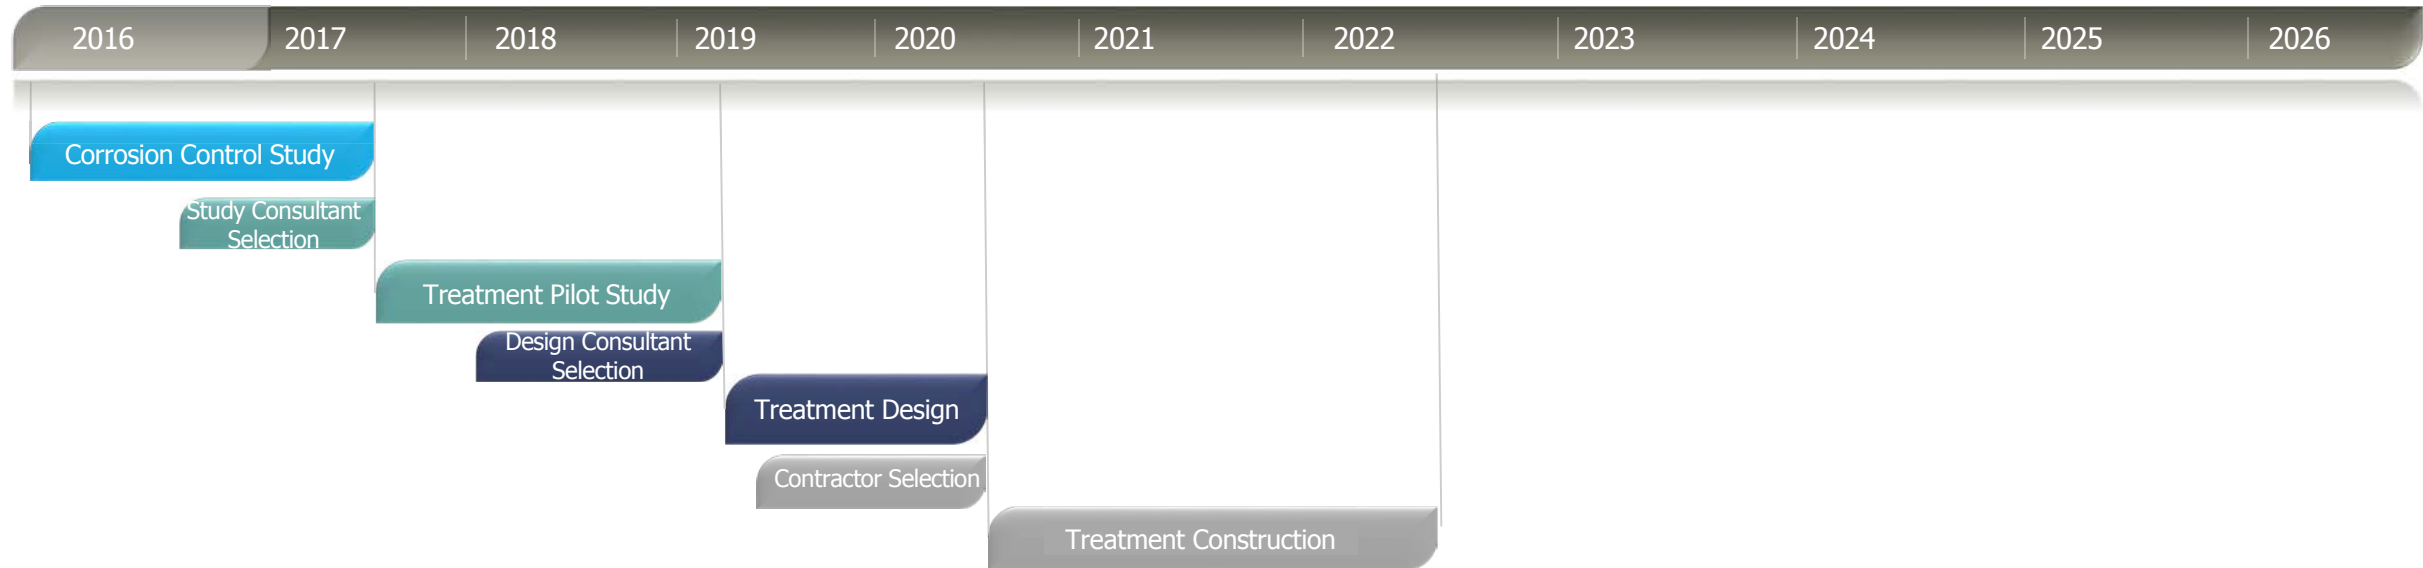 2016 2017 2018 2019 2020 2021 2022 2023 2024 2025 2026
Corrosion Control Study
Study Consultant
Selection
Treatment Pilot Study
Design Consultant
Selection
Treatment Design
Contractor Selection
Treatment Construction